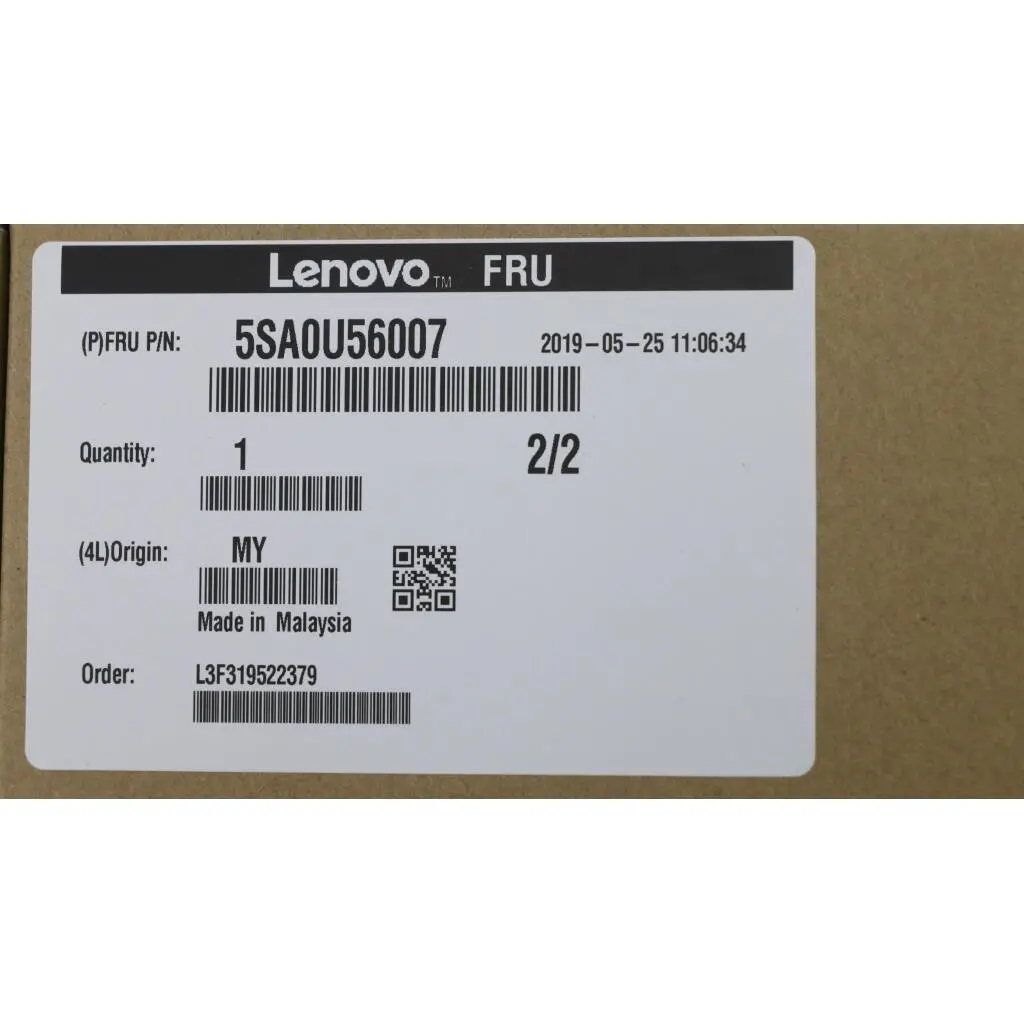 Lenovo™ FRU
(P)FRU P/N: 5SA0U56007 2019-05-25 11:06:34
Quantity: 1 2/2
(4L)Origin: MY
Made in Malaysia
Order: L3F319522379